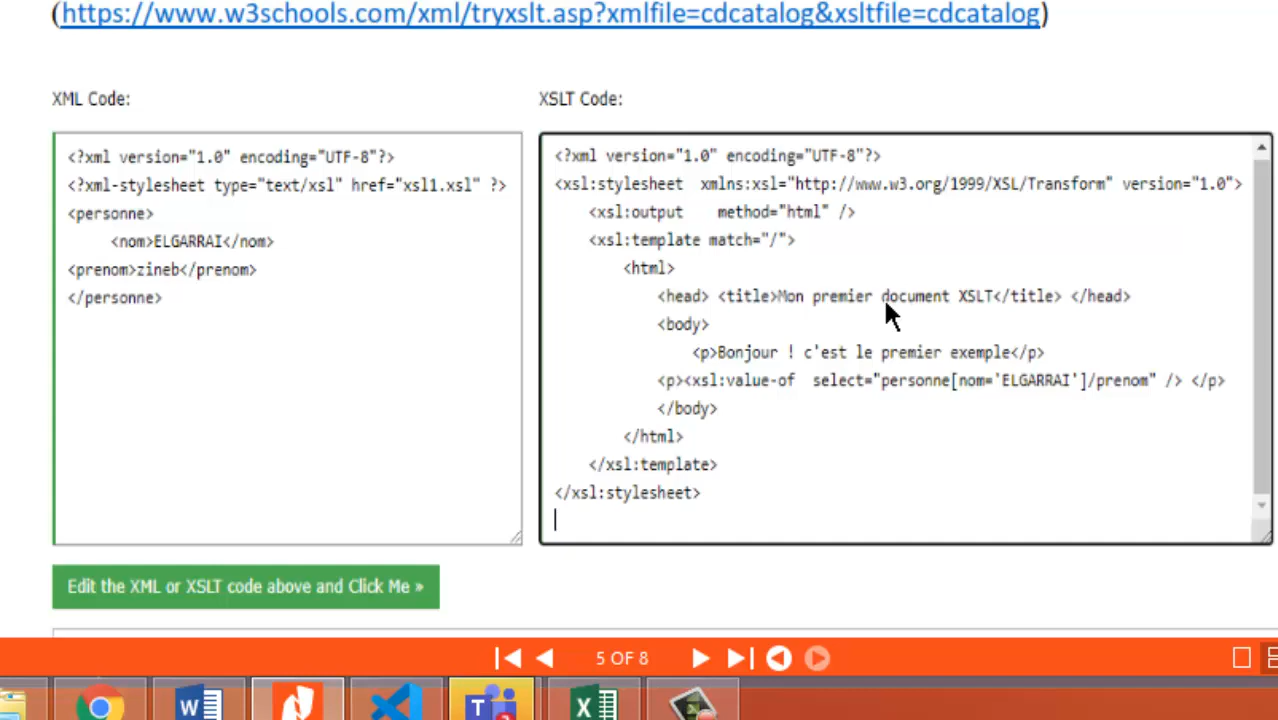 (https://www.w3schools.com/xml/tryxslt.asp?xmlfile=cdcatalog&xsltfile=cdcatalog)
XML Code:
<?xml version="1.0" encoding="UTF-8"?>
<?xml-stylesheet type="text/xsl" href="xsl1.xsl" ?>
<personne>
<nom>ELGARRAI</nom>
<prenom>zineb</prenom>
</personne>
XSLT Code:
<?xml version="1.0" encoding="UTF-8"?>
<xsl:stylesheet xmlns:xsl="http://www.w3.org/1999/XSL/Transform" version="1.0">
<xsl:output method="html" />
<xsl:template match="/">
<html>
<head> <title>Mon premier document XSLT</title> </head>
<body>
<p>Bonjour ! c'est le premier exemple</p>
<p><xsl:value-of select="personne[nom='ELGARRAI']/prenom" /> </p>
</body>
</html>
</xsl:template>
</xsl:stylesheet>
Edit the XML or XSLT code above and Click Me »
5 OF 8